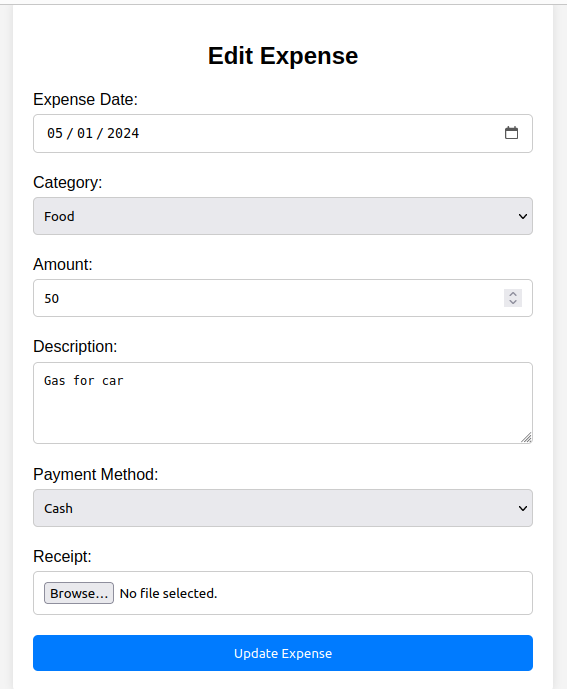 Edit Expense
Expense Date:
05 / 01 / 2024
Category:
Food
Amount:
50
Description:
Gas for car
Payment Method:
Cash
Receipt:
Browse... No file selected.
Update Expense